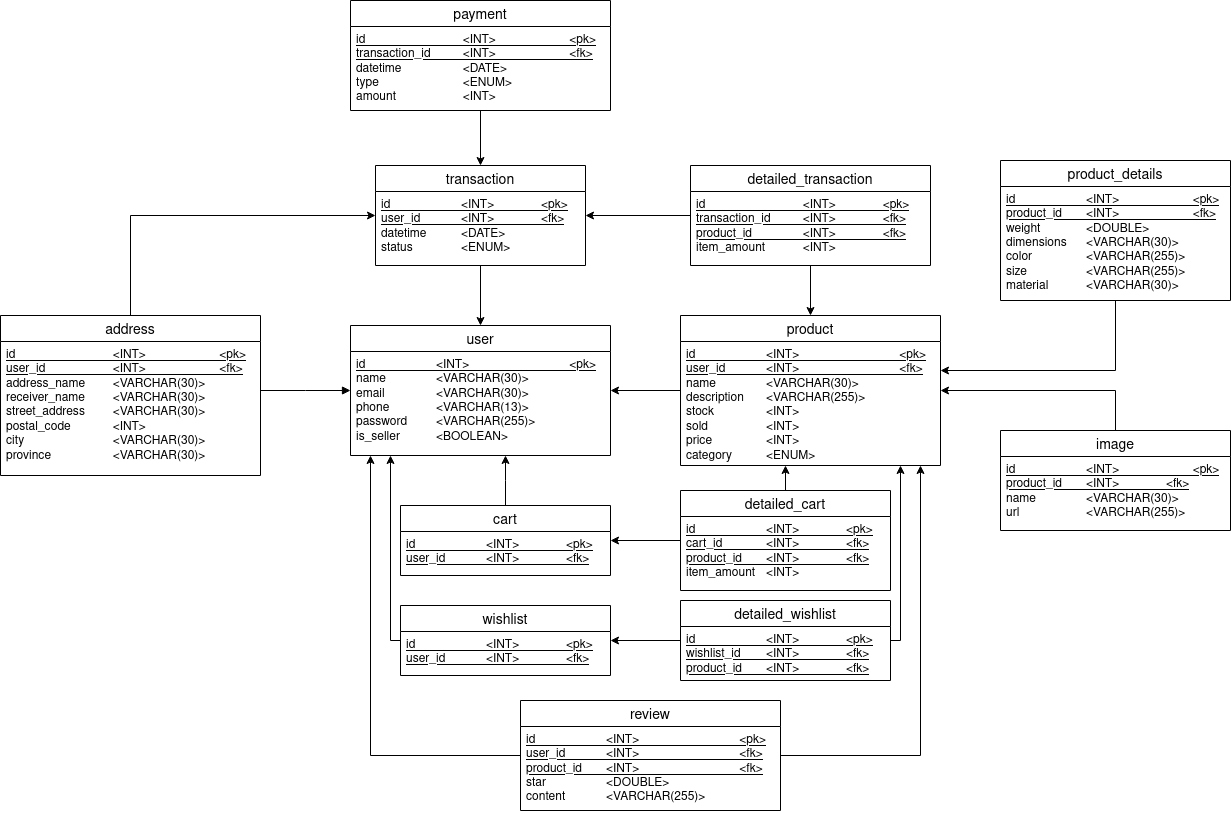 payment
id <INT> <pk>
transaction_id <INT> <fk>
datetime <DATE>
type <ENUM>
amount <INT>
transaction
id <INT> <pk>
user_id <INT> <fk>
datetime <DATE>
status <ENUM>
detailed_transaction
id <INT> <pk>
transaction_id <INT> <fk>
product_id <INT> <fk>
item_amount <INT>
product_details
id <INT> <pk>
product_id <INT> <fk>
weight <DOUBLE>
dimensions <VARCHAR(30)>
color <VARCHAR(255)>
size <VARCHAR(255)>
material <VARCHAR(30)>
address
id <INT> <pk>
user_id <INT> <fk>
address_name <VARCHAR(30)>
receiver_name <VARCHAR(30)>
street_address <VARCHAR(30)>
postal_code <INT>
city <VARCHAR(30)>
province <VARCHAR(30)>
user
id <INT> <pk>
name <VARCHAR(30)>
email <VARCHAR(30)>
phone <VARCHAR(13)>
password <VARCHAR(255)>
is_seller <BOOLEAN>
product
id <INT> <pk>
user_id <INT> <fk>
name <VARCHAR(30)>
description <VARCHAR(255)>
stock <INT>
sold <INT>
price <INT>
category <ENUM>
image
id <INT> <pk>
product_id <INT> <fk>
name <VARCHAR(30)>
url <VARCHAR(255)>
cart
id <INT> <pk>
user_id <INT> <fk>
detailed_cart
id <INT> <pk>
cart_id <INT> <fk>
product_id <INT> <fk>
item_amount <INT>
wishlist
id <INT> <pk>
user_id <INT> <fk>
detailed_wishlist
id <INT> <pk>
wishlist_id <INT> <fk>
product_id <INT> <fk>
review
id <INT> <pk>
user_id <INT> <fk>
product_id <INT> <fk>
star <DOUBLE>
content <VARCHAR(255)>